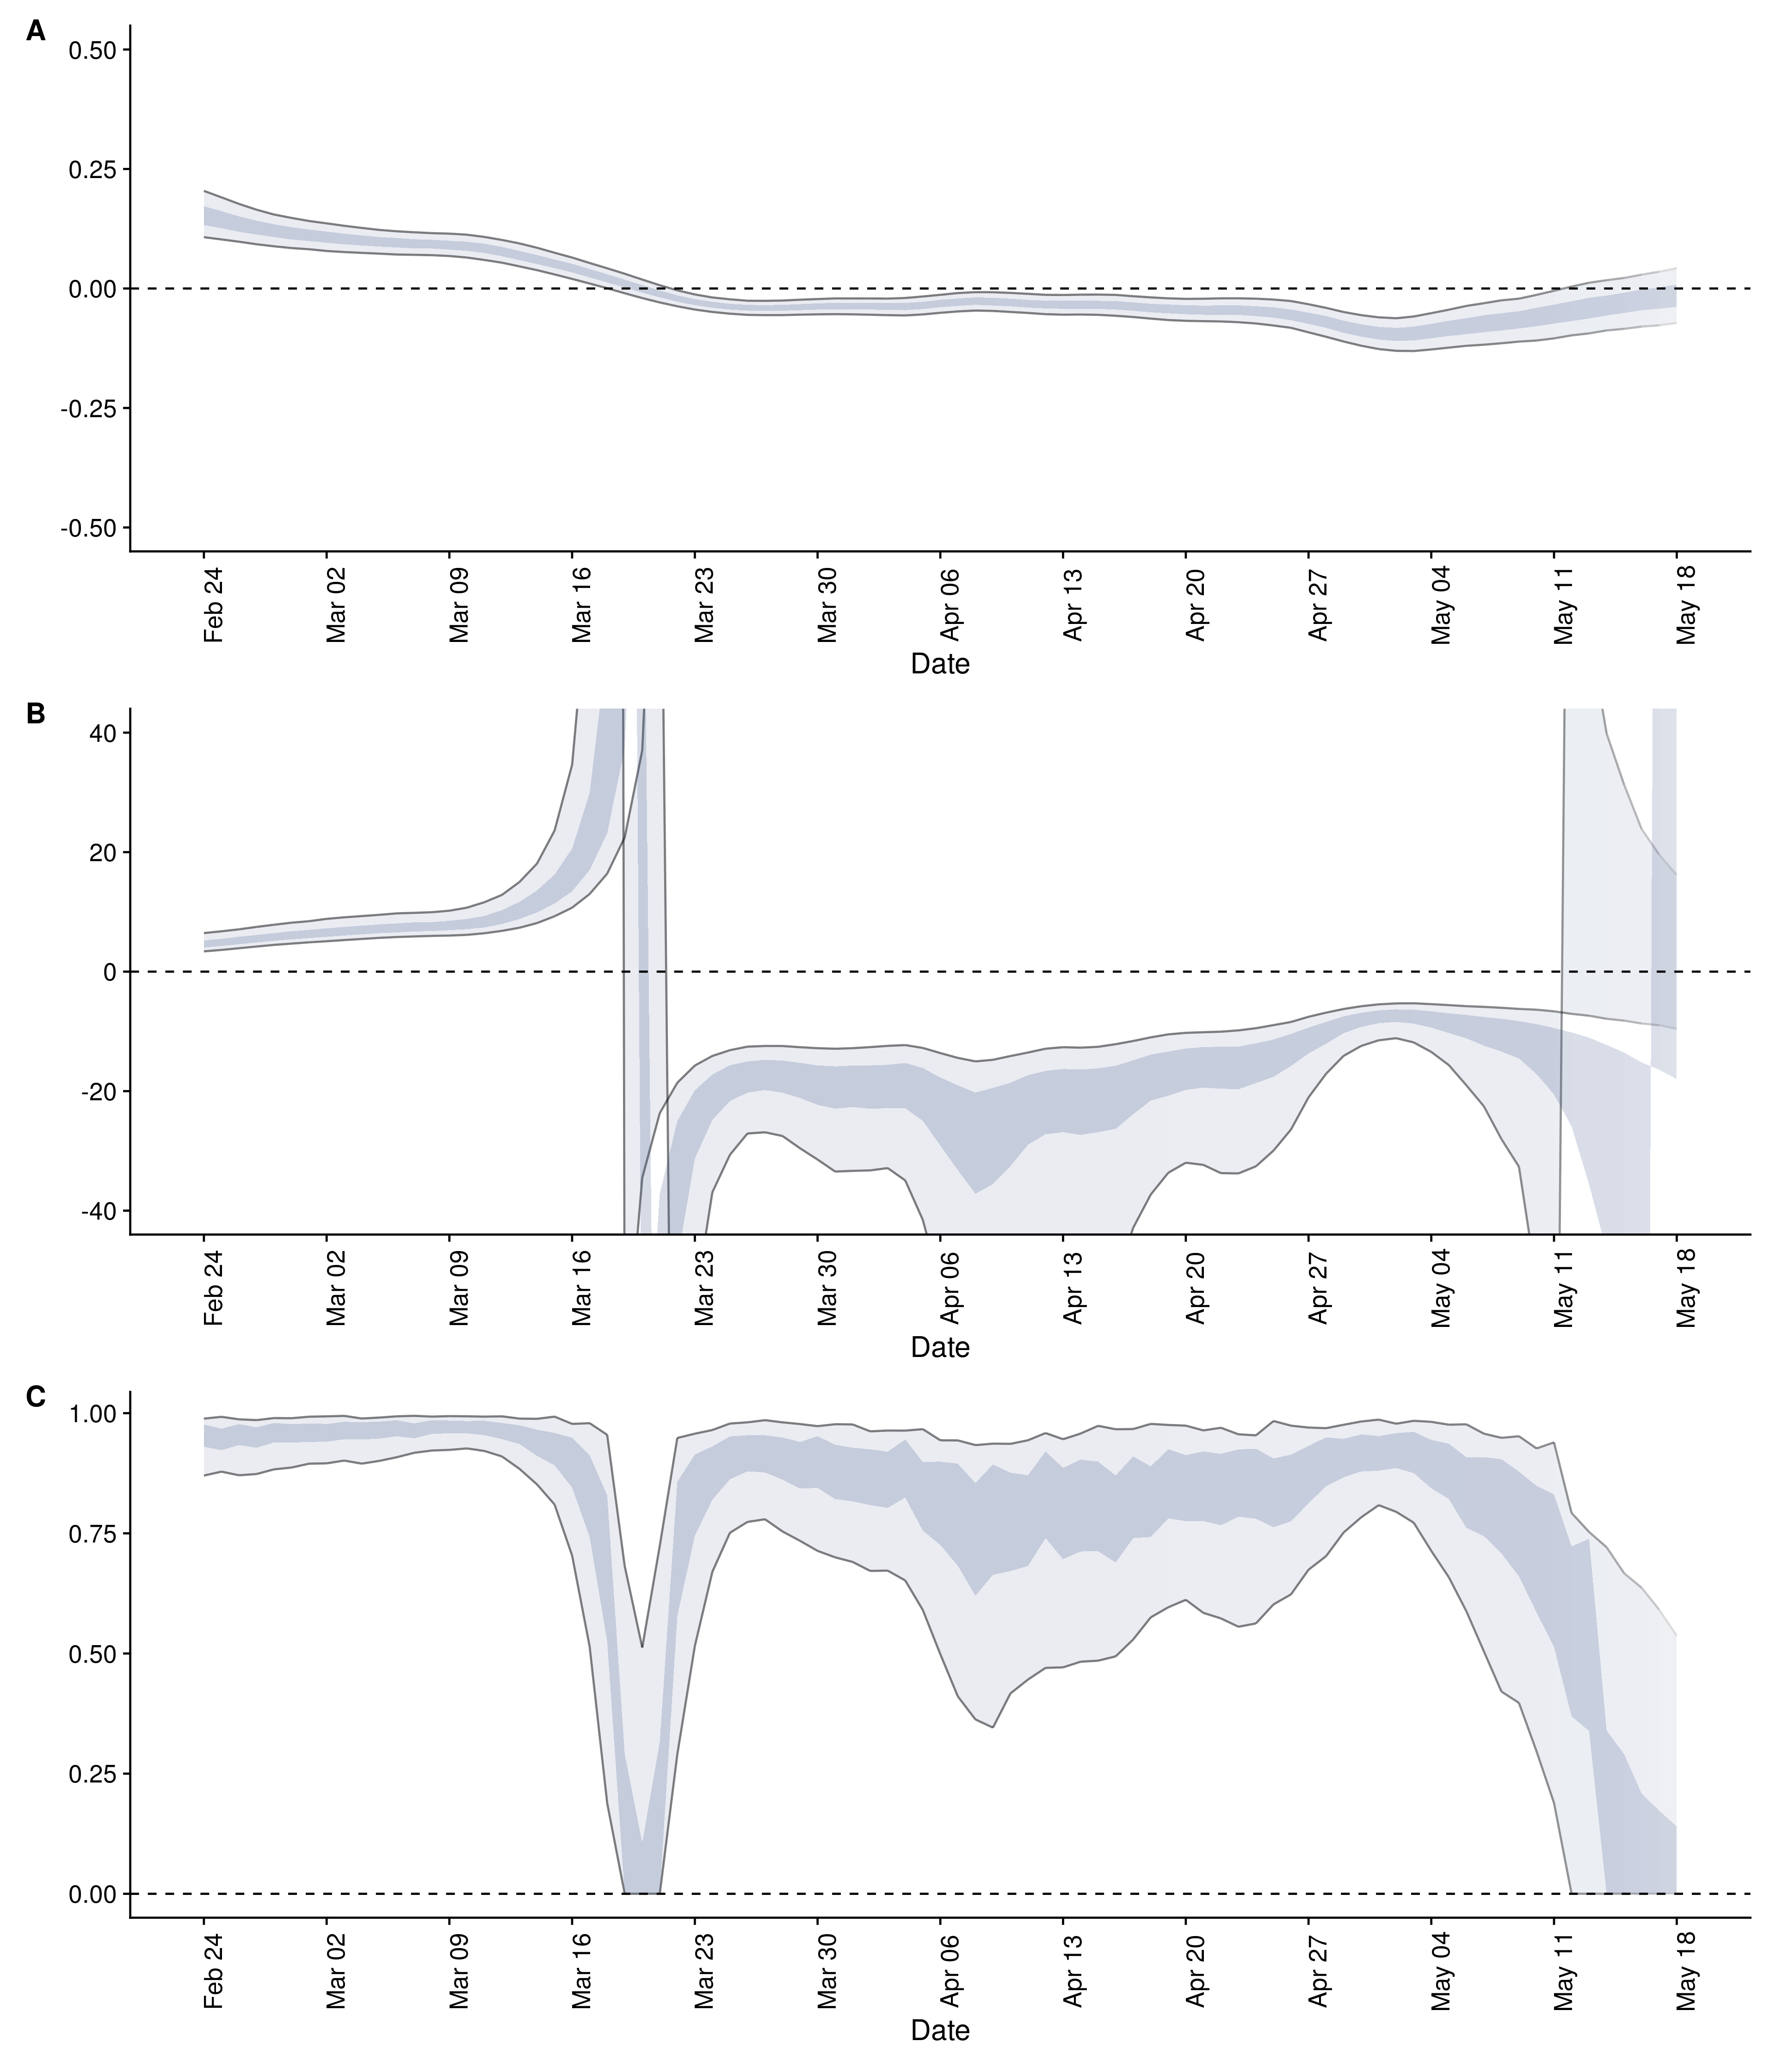 A
0.50
0.25
0.00
-0.25
-0.50
Feb 24
Mar 02
Mar 09
Mar 16
Mar 23
Mar 30
Apr 06
Apr 13
Apr 20
Apr 27
May 04
May 11
May 18
Date
B
40
20
0
-20
-40
Feb 24
Mar 02
Mar 09
Mar 16
Mar 23
Mar 30
Apr 06
Apr 13
Apr 20
Apr 27
May 04
May 11
May 18
Date
C
1.00
0.75
0.50
0.25
0.00
Feb 24
Mar 02
Mar 09
Mar 16
Mar 23
Mar 30
Apr 06
Apr 13
Apr 20
Apr 27
May 04
May 11
May 18
Date